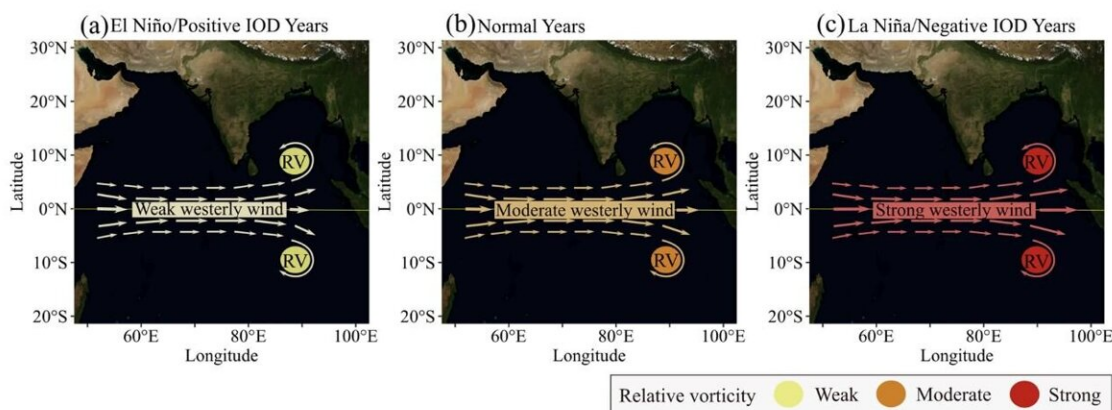 (a) El Niño/Positive IOD Years
30°N
20°N
10°N
0°N
10°S
20°S
Latitude
RV
Weak westerly wind
RV
60°E 80°E 100°E
Longitude
(b) Normal Years
30°N
20°N
10°N
0°N
10°S
20°S
Latitude
RV
Moderate westerly wind
RV
60°E 80°E 100°E
Longitude
(c) La Niña/Negative IOD Years
30°N
20°N
10°N
0°N
10°S
20°S
Latitude
RV
Strong westerly wind
RV
60°E 80°E 100°E
Longitude
Relative vorticity Weak Moderate Strong